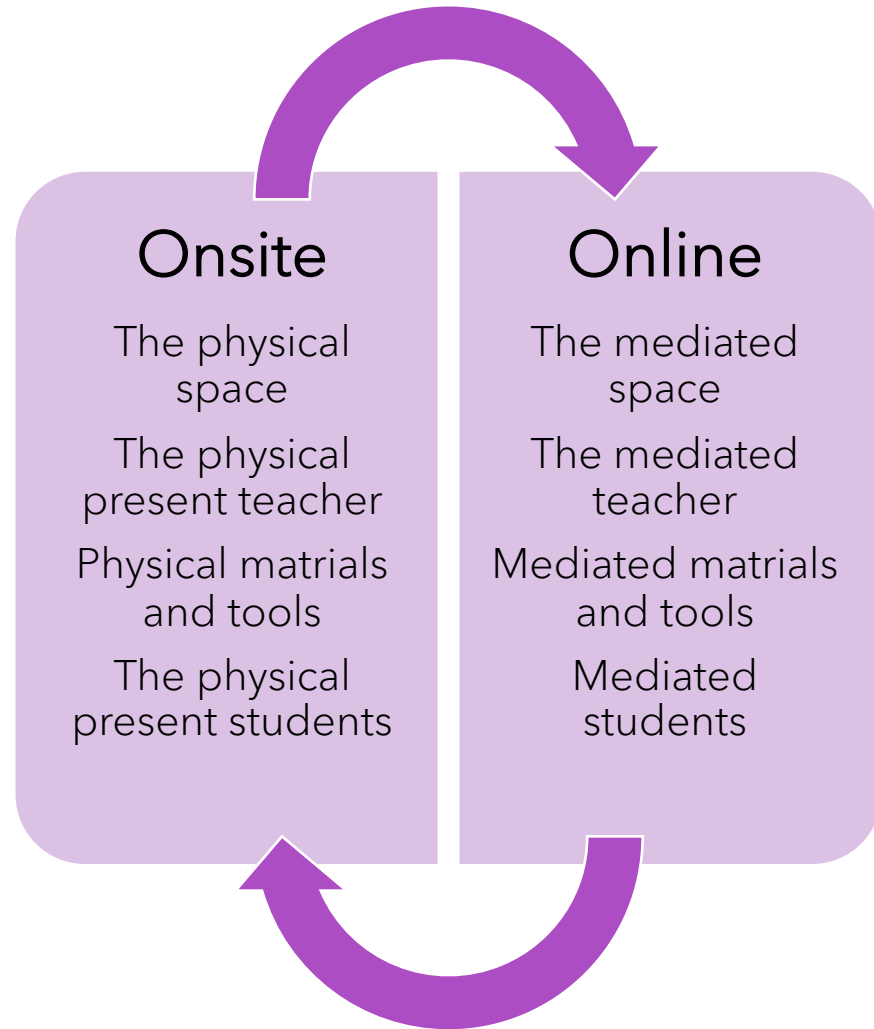 Onsite
The physical
space
The physical
present teacher
Physical matrials
and tools
The physical
present students
Online
The mediated
space
The mediated
teacher
Mediated matrials
and tools
Mediated
students